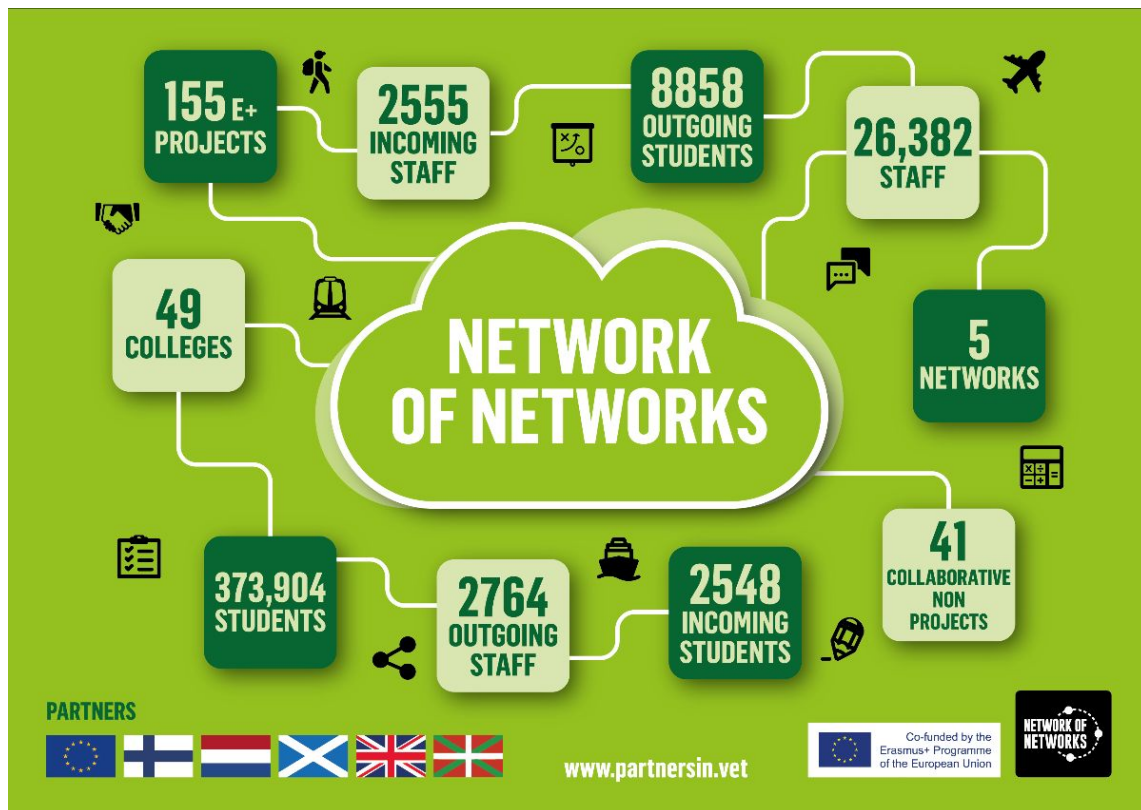 155 E+
PROJECTS
2555
INCOMING
STAFF
8858
OUTGOING
STUDENTS
26,382
STAFF
49
COLLEGES
NETWORK
OF NETWORKS
5
NETWORKS
373,904
STUDENTS
2764
OUTGOING
STAFF
2548
INCOMING
STUDENTS
41
COLLABORATIVE
NON
PROJECTS
PARTNERS
www.partnersin.vet
Co-funded by the
Erasmus+ Programme
of the European Union
NETWORK OF
NETWORKS